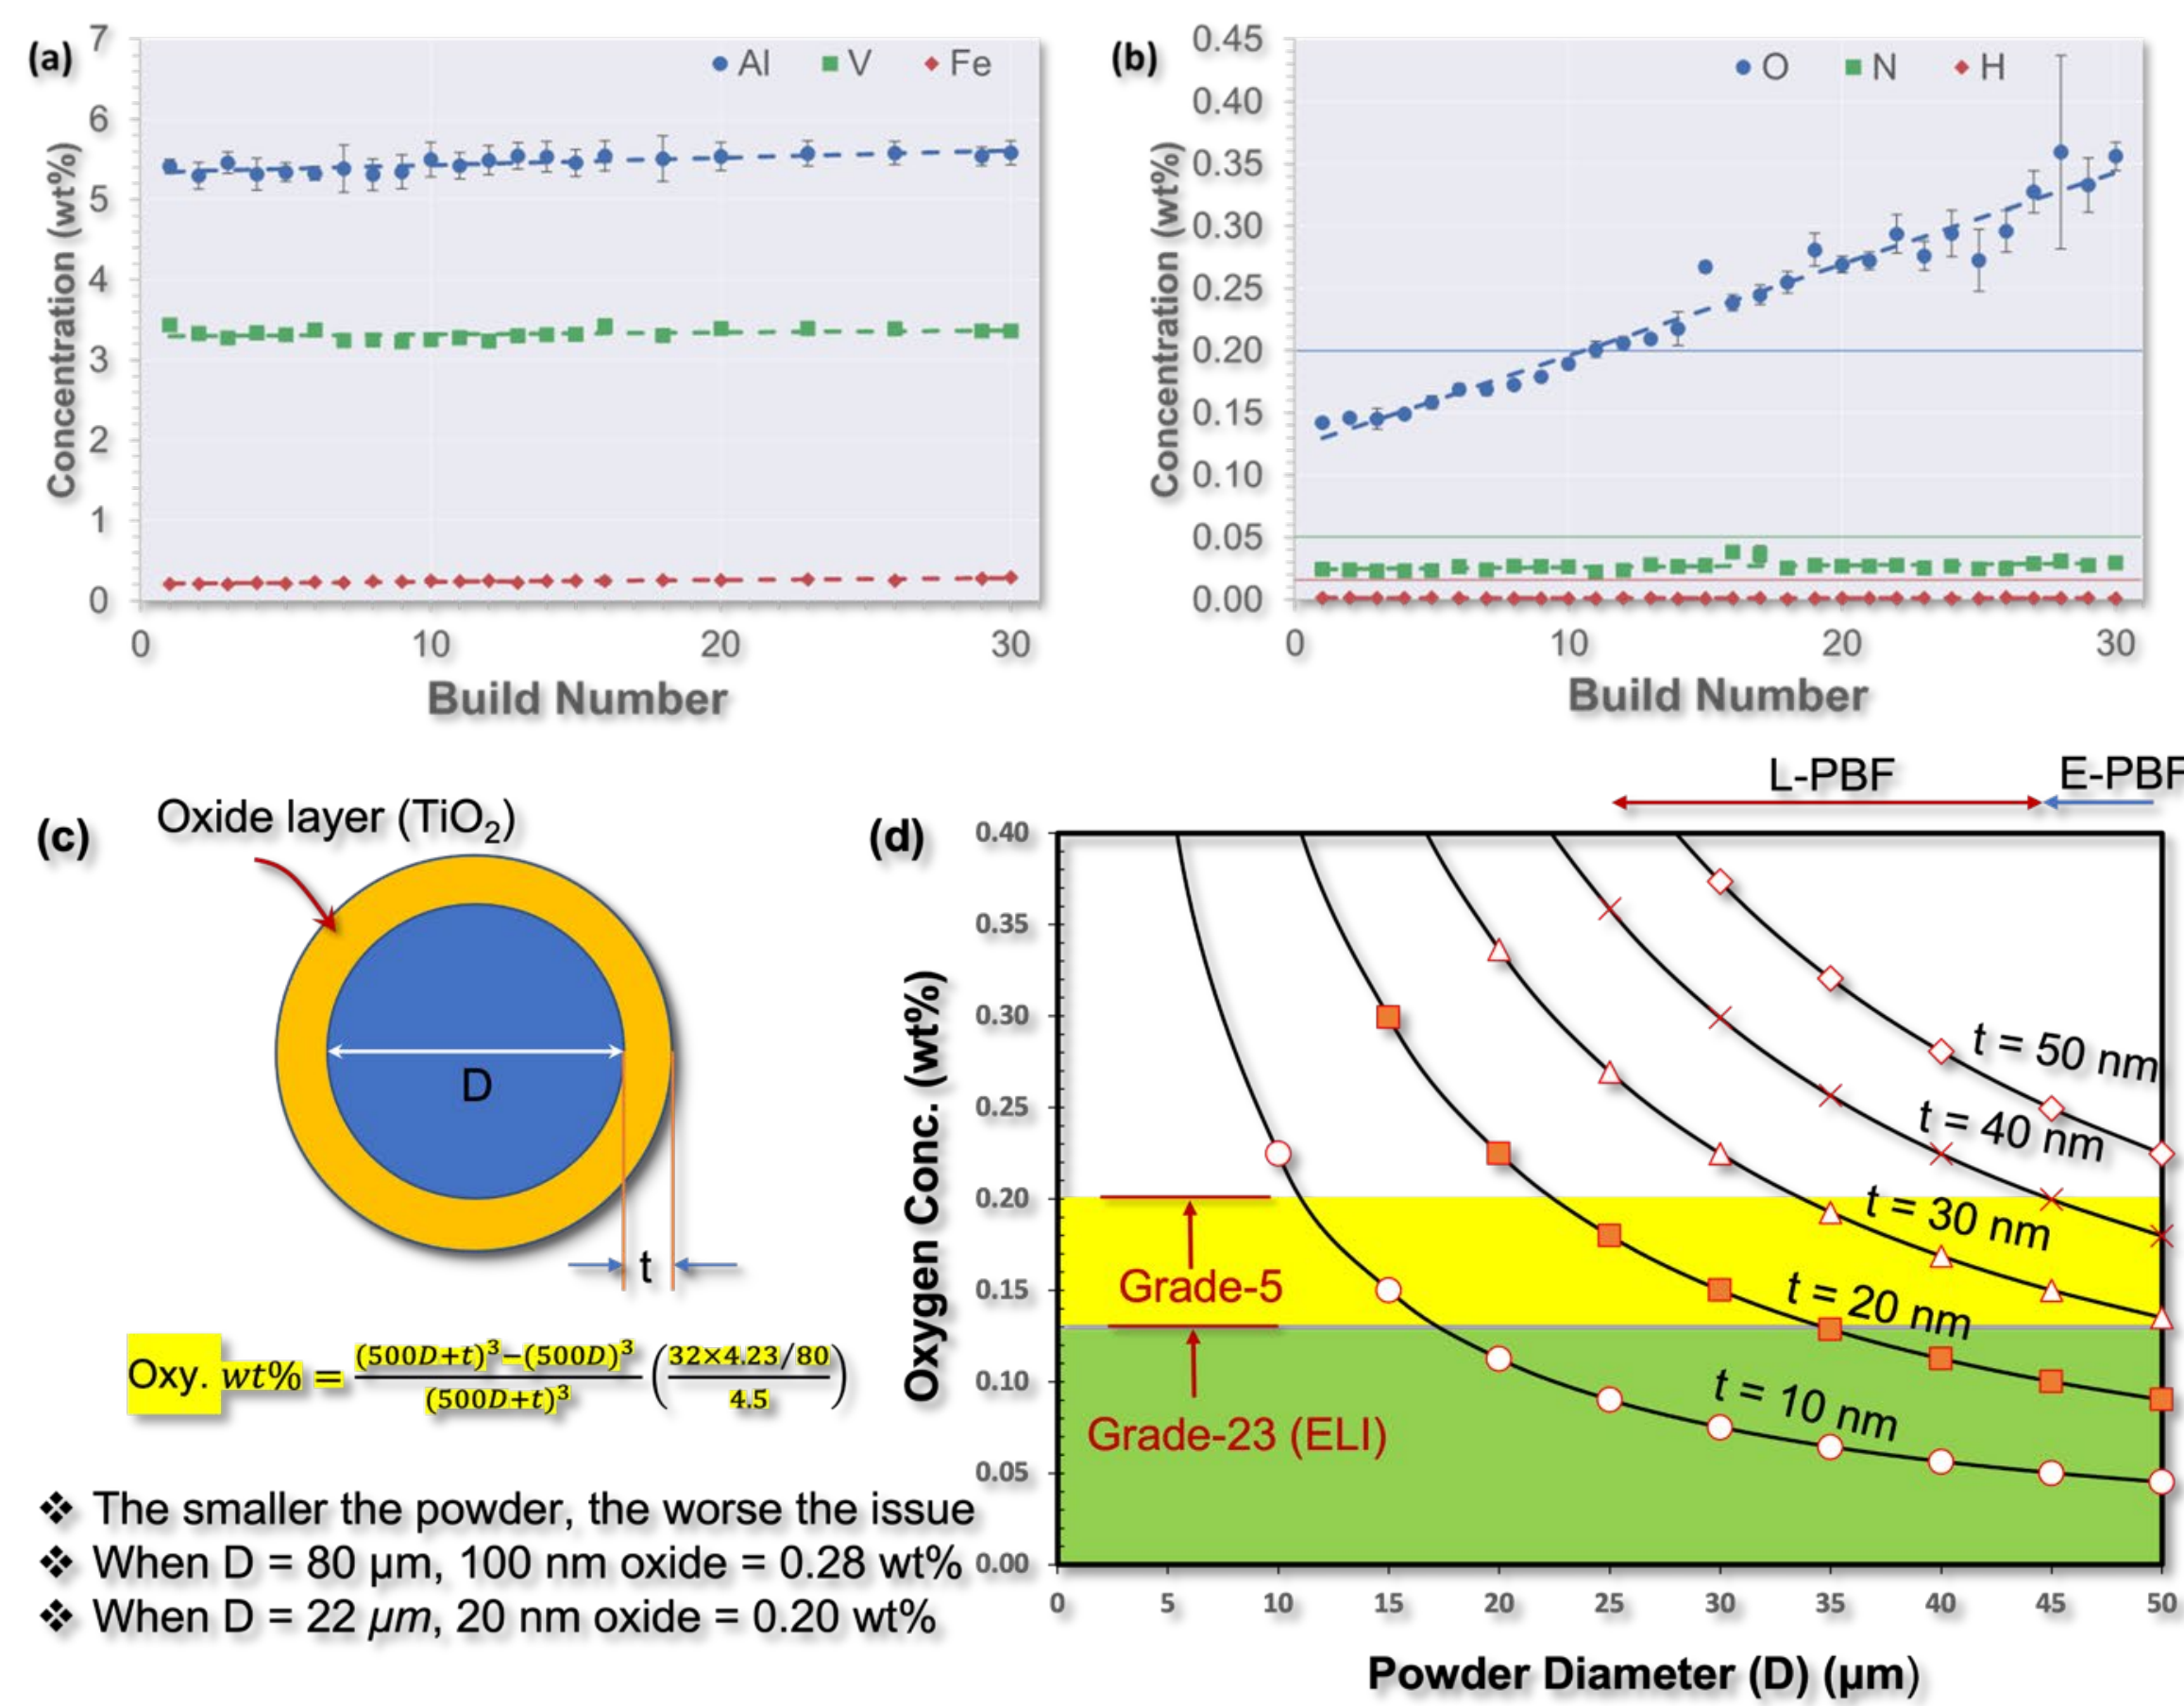 (a)
Al V Fe
7
6
5
4
3
2
1
0
Concentration (wt%)
0 10 20 30
Build Number
(b)
O N H
0.45
0.40
0.35
0.30
0.25
0.20
0.15
0.10
0.05
0.00
Concentration (wt%)
0 10 20 30
Build Number
(c)
Oxide layer (TiO₂)
D
t
Oxy. wt% = (500D+t)³−(500D)³ / (500D+t)³ (32×4.23/80 / 4.5)
❖ The smaller the powder, the worse the issue
❖ When D = 80 μm, 100 nm oxide = 0.28 wt%
❖ When D = 22 μm, 20 nm oxide = 0.20 wt%
(d)
L-PBF E-PBF
0.40
0.35
0.30
0.25
0.20
0.15
0.10
0.05
0.00
Oxygen Conc. (wt%)
t = 50 nm
t = 40 nm
t = 30 nm
t = 20 nm
t = 10 nm
Grade-5
Grade-23 (ELI)
0 5 10 15 20 25 30 35 40 45 50
Powder Diameter (D) (μm)